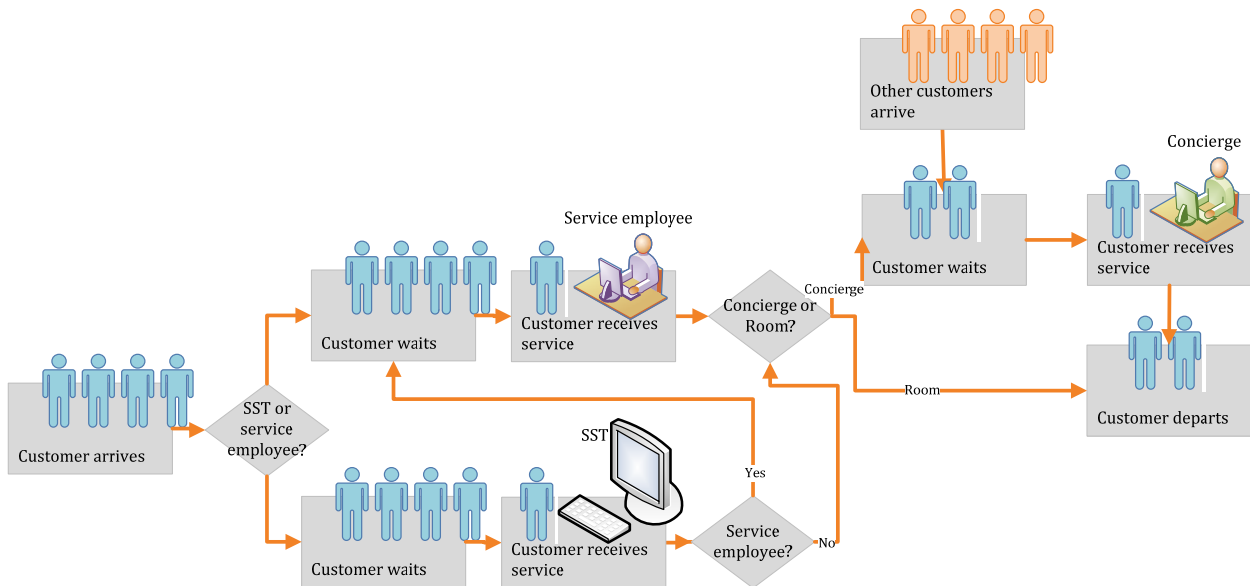 Other customers
arrive
Concierge
Customer waits
Customer receives
service
Service employee
Customer waits
Customer receives
service
Concierge or
Room?
Concierge
Room
Customer departs
Customer arrives
SST or
service
employee?
SST
Customer waits
Customer receives
service
Service
employee?
Yes
No